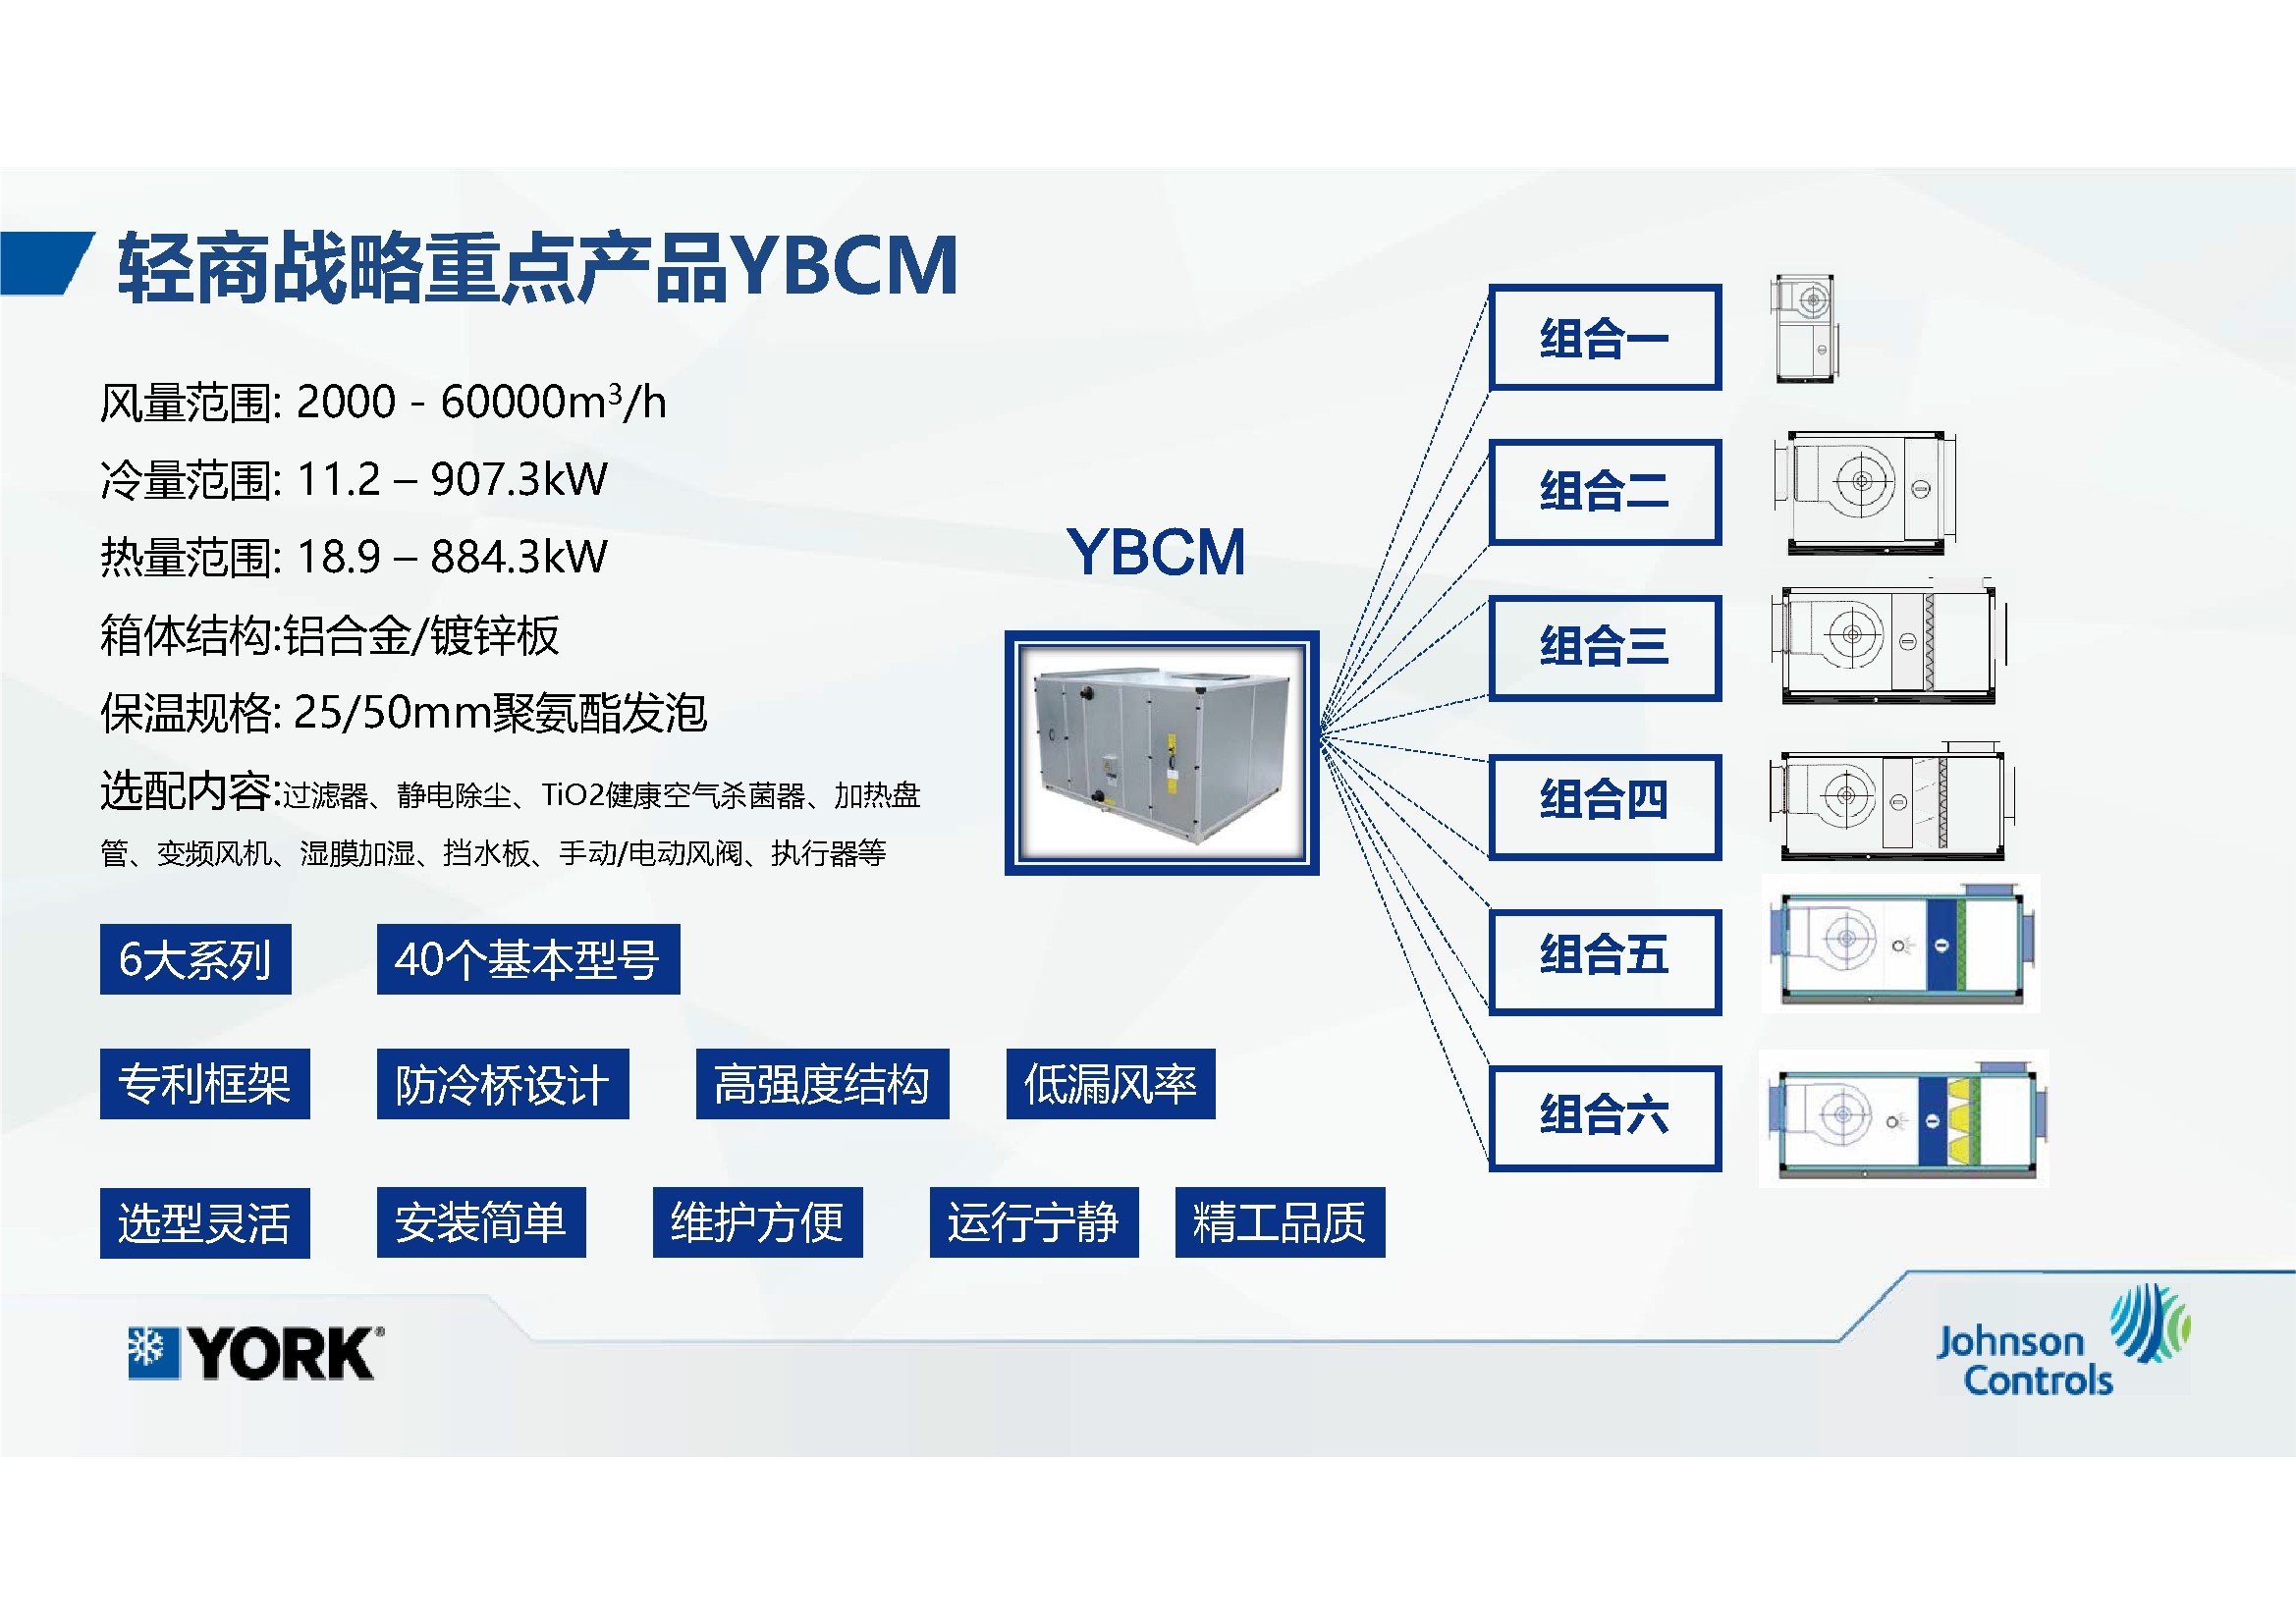 轻商战略重点产品YBCM
风量范围: 2000 - 60000m³/h
冷量范围: 11.2 – 907.3kW
热量范围: 18.9 – 884.3kW
箱体结构:铝合金/镀锌板
保温规格: 25/50mm聚氨酯发泡
选配内容:过滤器、静电除尘、TiO2健康空气杀菌器、加热盘
管、变频风机、湿膜加湿、挡水板、手动/电动风阀、执行器等
6大系列
40个基本型号
专利框架
防冷桥设计
高强度结构
低漏风率
选型灵活
安装简单
维护方便
运行宁静
精工品质
YBCM
组合一
组合二
组合三
组合四
组合五
组合六
YORK®
Johnson
Controls